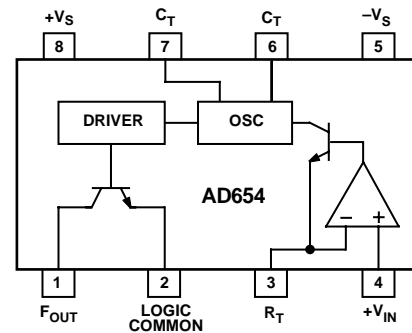 +VS CT CT –VS
8 7 6 5
DRIVER OSC
AD654
– +
1 2 3 4
FOUT LOGIC COMMON RT +VIN